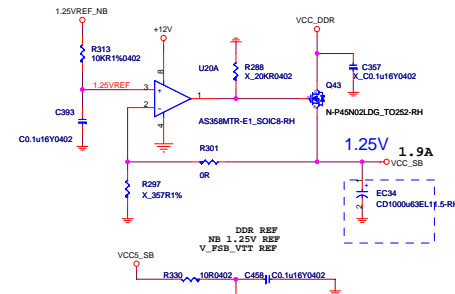 1.25VREF_NB
+12V
VCC_DDR
R313
10KR1%0402
1.25VREF
U20A
R288
X_20KR0402
C357
X_C0.1u16Y0402
Q43
N-P45N02LDG_TO252-RH
8
3
+
2
-
1
4
AS358MTR-E1_SOIC8-RH
C393
C0.1u16Y0402
R301
0R
1.25V
1.9A
VCC_SB
R297
X_357R1%
1
+
2
EC34
CD1000u63EL11.5-RH
DDR REF
NB 1.25V REF
V_FSB_VTT REF
VCC5_SB
R330
10R0402
C458
C0.1u16Y0402